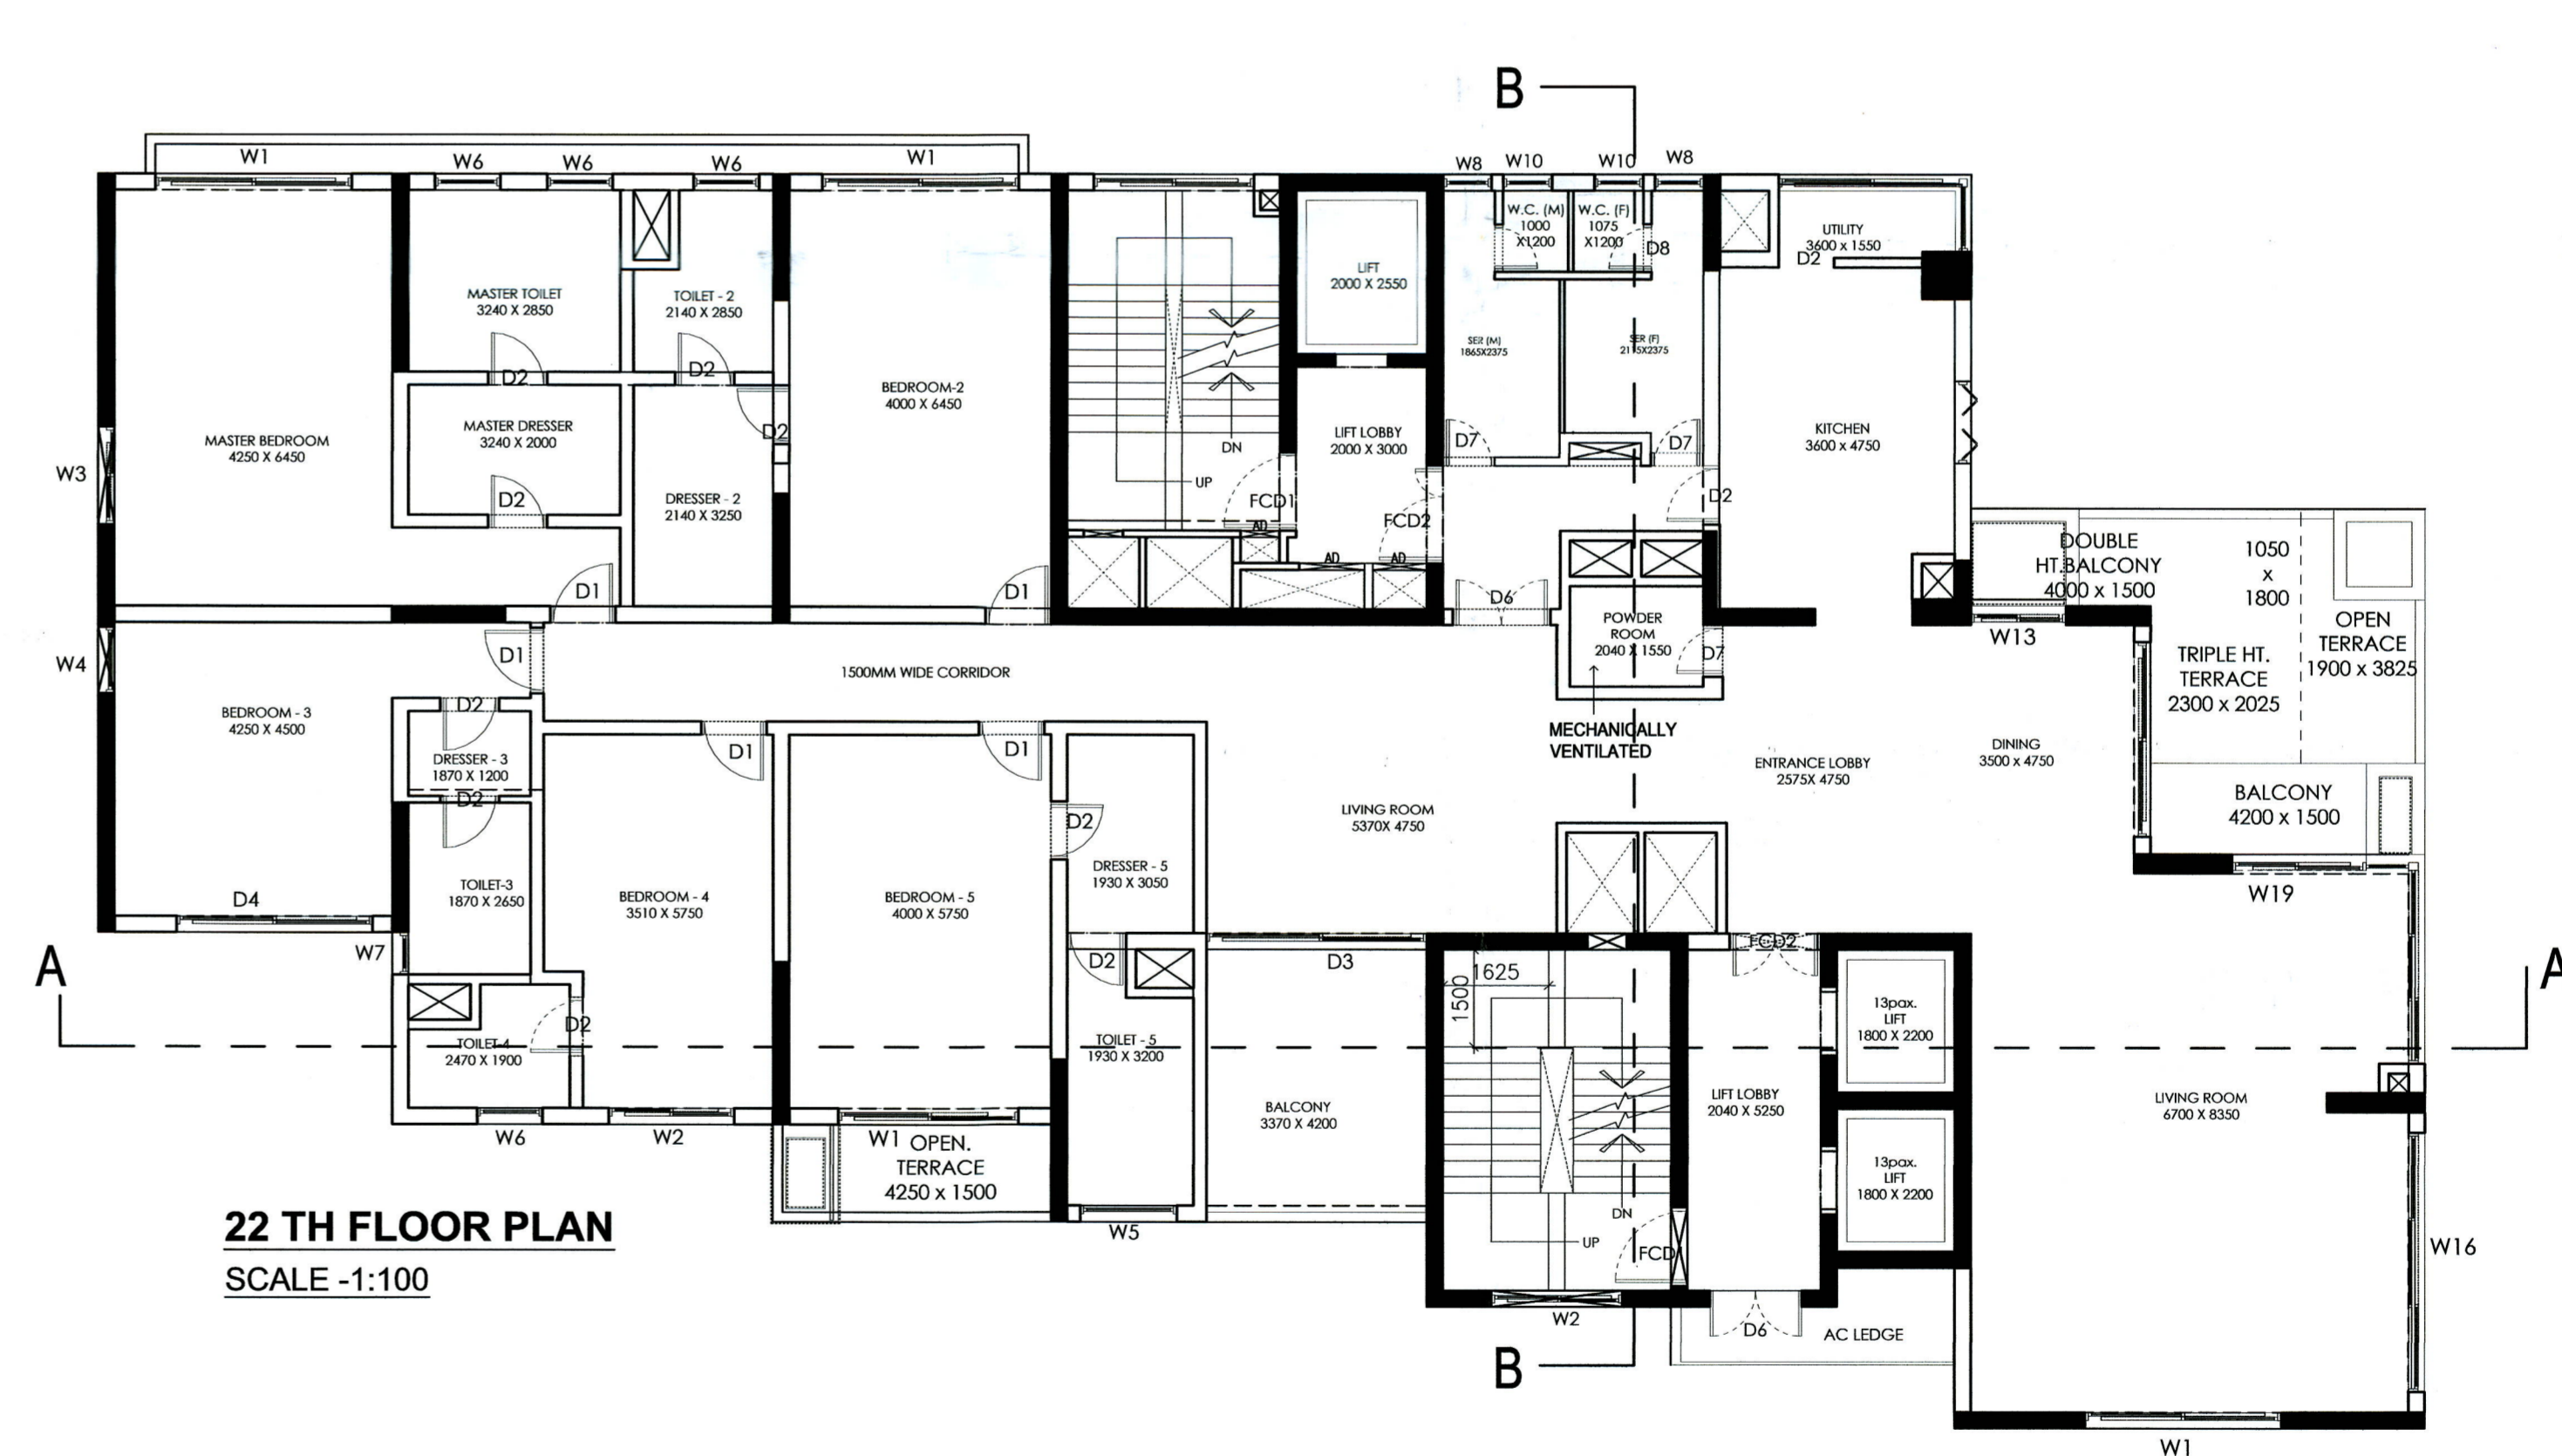 B
W1
W6
W6
W6
W1
W8
W10
W10
W8
W.C. (M)
1000
X1200
W.C. (F)
1075
X1200
D8
UTILITY
3600 x 1550
D2
LIFT
2000 X 2550
MASTER TOILET
3240 X 2850
D2
TOILET - 2
2140 X 2850
D2
D2
BEDROOM-2
4000 X 6450
SER (M)
1865X2375
SER (F)
2115X2375
MASTER BEDROOM
4250 X 6450
MASTER DRESSER
3240 X 2000
D2
DRESSER - 2
2140 X 3250
DN
UP
LIFT LOBBY
2000 X 3000
D7
D7
D2
KITCHEN
3600 x 4750
W3
FCD1
FCD2
AD
AD
AD
D1
D1
D6
DOUBLE
HT.BALCONY
4000 x 1500
1050
x
1800
W13
OPEN
TERRACE
1900 x 3825
TRIPLE HT.
TERRACE
2300 x 2025
POWDER
ROOM
2040 X 1550
D7
W4
D1
1500MM WIDE CORRIDOR
BEDROOM - 3
4250 X 4500
D2
DRESSER - 3
1870 X 1200
D2
D1
D1
MECHANICALLY
VENTILATED
ENTRANCE LOBBY
2575X 4750
DINING
3500 x 4750
BALCONY
4200 x 1500
LIVING ROOM
5370X 4750
D2
DRESSER - 5
1930 X 3050
TOILET-3
1870 X 2650
BEDROOM - 4
3510 X 5750
BEDROOM - 5
4000 X 5750
W19
D4
W7
D2
D3
FCD2
A
A
1625
1500
13pax.
LIFT
1800 X 2200
D2
TOILET-4
2470 X 1900
TOILET - 5
1930 X 3200
BALCONY
3370 X 4200
LIFT LOBBY
2040 X 5250
LIVING ROOM
6700 X 8350
W6
W2
W1
OPEN.
TERRACE
4250 x 1500
13pax.
LIFT
1800 X 2200
DN
UP
FCD
W5
W16
22 TH FLOOR PLAN
SCALE -1:100
W2
D6
AC LEDGE
B
W1